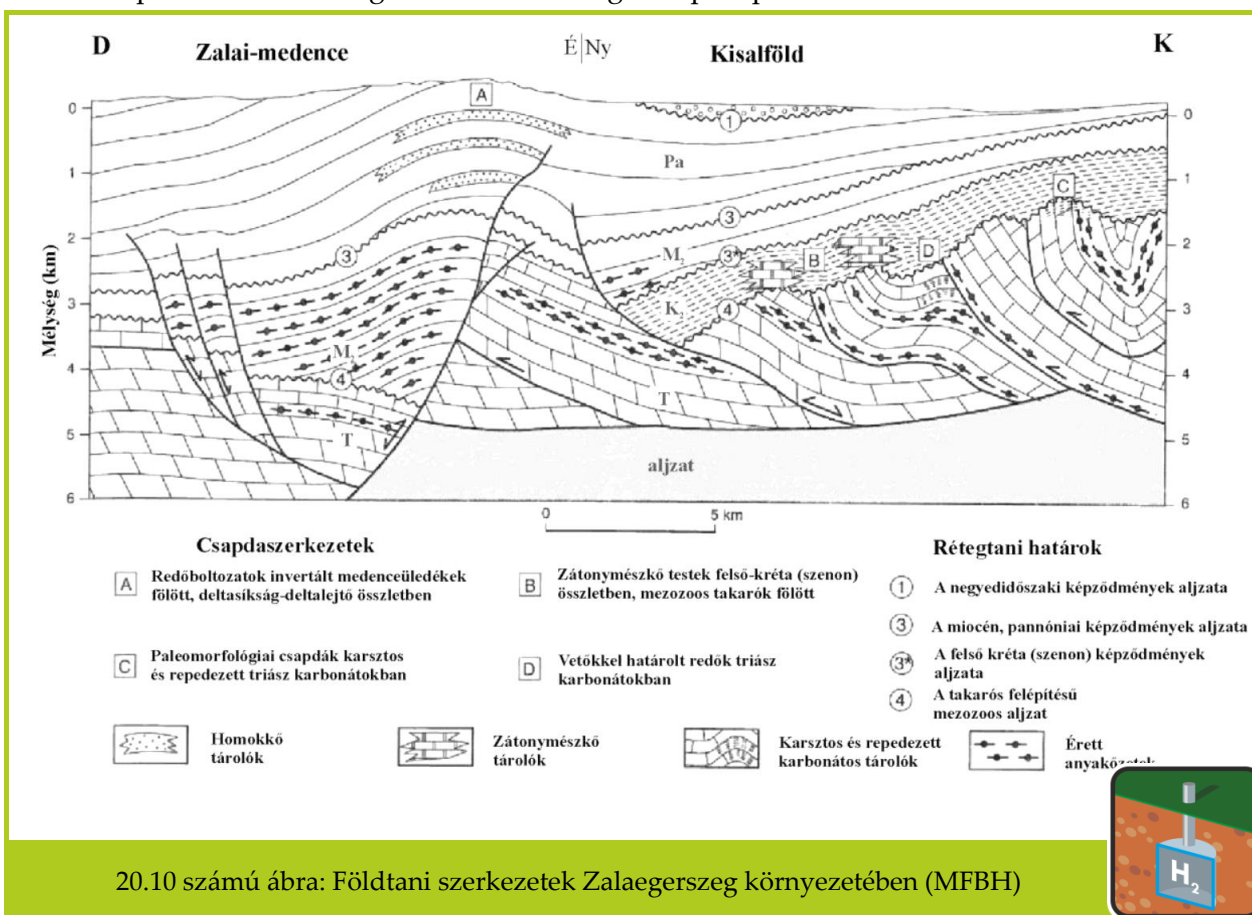 D Zalai-medence É Ny Kisalföld K
A
0 0
1
Pa
1 1
C
3
2 2
3 M 3* B D
3 K 4 3
Mélység (km)
M
4 4
4
T
T
5 5
aljzat
6 6
0 5 km
Csapdaszerkezetek
A Redőboltozatok invertált medenceüledékek
fölött, deltasíkság-deltalejtő összletben
B Zátonymészkő testek felső-kréta (szenon)
összletben, mezozoos takarók fölött
C Paleomorfológiai csapdák karsztos
és repedezett triász karbonátokban
D Vetőkkel határolt redők triász
karbonátokban
Rétegtani határok
1 A negyedidőszaki képződmények aljzata
3 A miocén, pannóniai képződmények aljzata
3* A felső kréta (szenon) képződmények
aljzata
4 A takarós felépítésű
mezozoos aljzat
Homokkő
tárolók
Zátonymészkő
tárolók
Karsztos és repedezett
karbonátos tárolók
Érett
anyakőzetek
H2
20.10 számú ábra: Földtani szerkezetek Zalaegerszeg környezetében (MFBH)